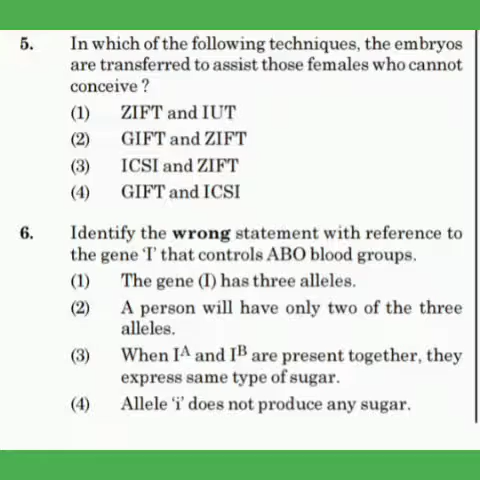 5. In which of the following techniques, the embryos
are transferred to assist those females who cannot
conceive ?
(1) ZIFT and IUT
(2) GIFT and ZIFT
(3) ICSI and ZIFT
(4) GIFT and ICSI
6. Identify the wrong statement with reference to
the gene ‘I’ that controls ABO blood groups.
(1) The gene (I) has three alleles.
(2) A person will have only two of the three
alleles.
(3) When Iᴬ and Iᴮ are present together, they
express same type of sugar.
(4) Allele ‘i’ does not produce any sugar.